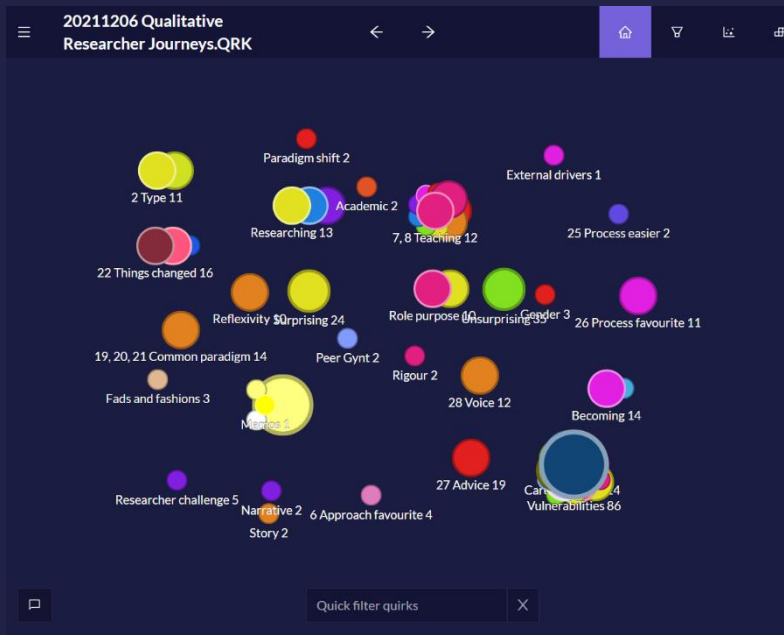 20211206 Qualitative
Researcher Journeys.QRK
Paradigm shift 2
External drivers 1
2 Type 11
Academic 2
Researching 13
7, 8 Teaching 12
25 Process easier 2
22 Things changed 16
Reflexivity 10
Surprising 24
Role purpose 10
Unsurprising 35
Gender 3
26 Process favourite 11
19, 20, 21 Common paradigm 14
Peer Gynt 2
Rigour 2
Fads and fashions 3
28 Voice 12
Becoming 14
Memos 1
27 Advice 19
Vulnerabilities 86
Researcher challenge 5
Narrative 2
6 Approach favourite 4
Story 2
Quick filter quirks
X